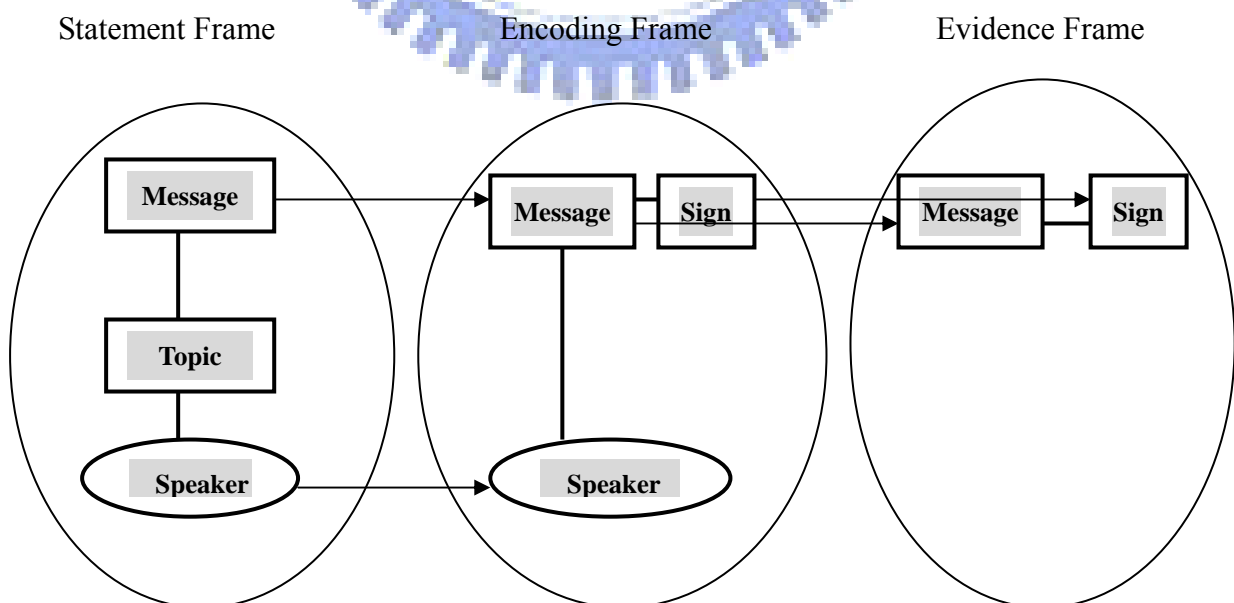 Statement Frame
Encoding Frame
Evidence Frame
Message
Topic
Speaker
Message
Sign
Speaker
Message
Sign